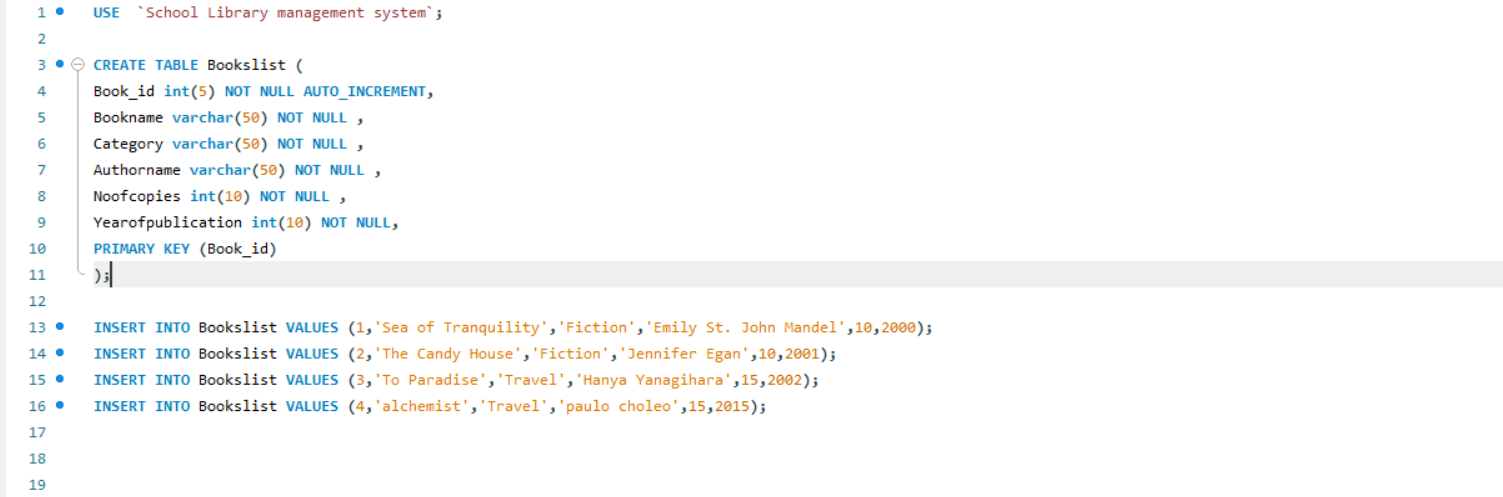 1 USE `School Library management system`;
2
3 CREATE TABLE Bookslist (
4 Book_id int(5) NOT NULL AUTO_INCREMENT,
5 Bookname varchar(50) NOT NULL ,
6 Category varchar(50) NOT NULL ,
7 Authorname varchar(50) NOT NULL ,
8 Noofcopies int(10) NOT NULL ,
9 Yearofpublication int(10) NOT NULL,
10 PRIMARY KEY (Book_id)
11 );
12
13 INSERT INTO Bookslist VALUES (1,'Sea of Tranquility','Fiction','Emily St. John Mandel',10,2000);
14 INSERT INTO Bookslist VALUES (2,'The Candy House','Fiction','Jennifer Egan',10,2001);
15 INSERT INTO Bookslist VALUES (3,'To Paradise','Travel','Hanya Yanagihara',15,2002);
16 INSERT INTO Bookslist VALUES (4,'alchemist','Travel','paulo choleo',15,2015);
17
18
19